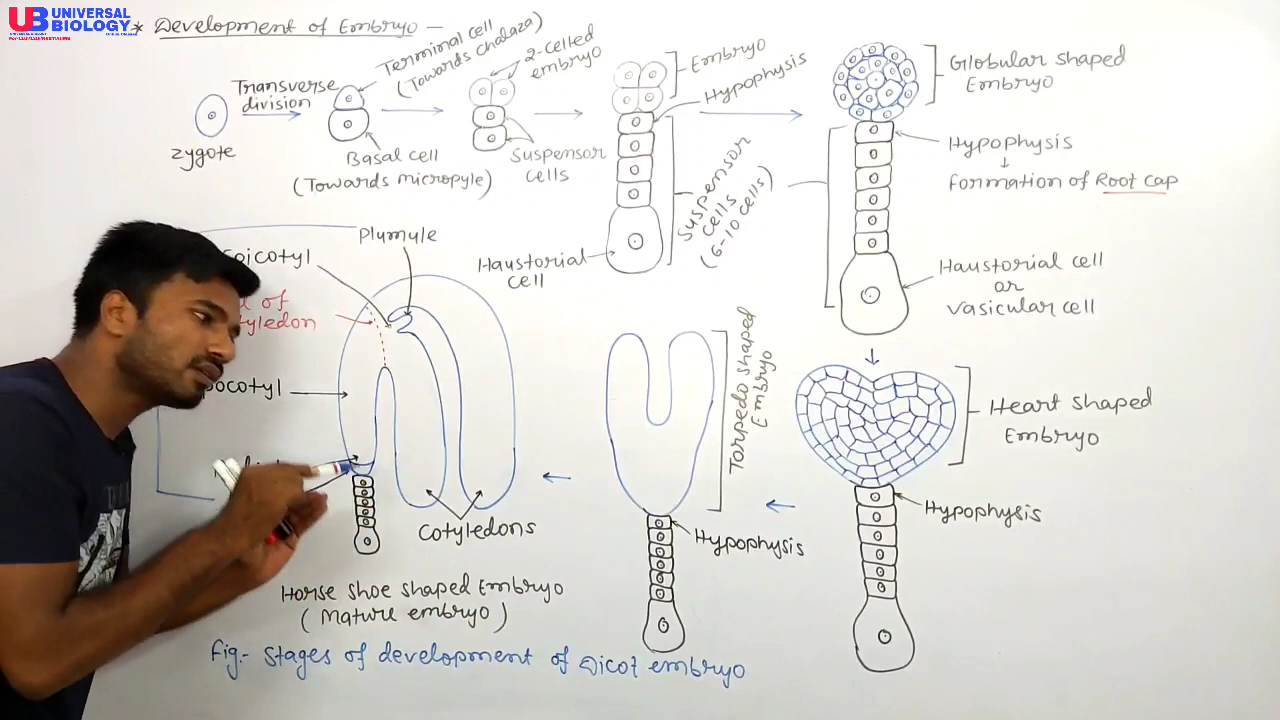 UB UNIVERSAL
BIOLOGY
* Development of Embryo -
Terminal cell
(Towards chalaza)
Transverse
division
zygote
Basal cell
(Towards micropyle)
2-celled
embryo
Suspensor
cells
Embryo
Hypophysis
Suspensor
cells
(6-10 cells)
Haustorial
cell
Globular shaped
Embryo
Hypophysis
Formation of Root cap
Haustorial cell
or
Vasicular cell
Heart shaped
Embryo
Hypophysis
Torpedo shaped
Embryo
Hypophysis
Plumule
Cotyledons
Horse shoe shaped Embryo
(Mature embryo)
Fig:- Stages of development of Dicot embryo